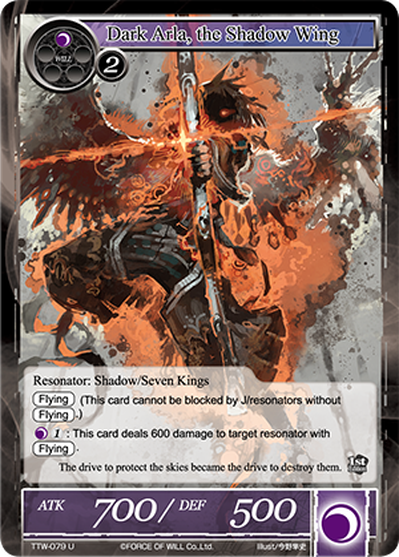 Dark Arla, the Shadow Wing
WILL
2
Resonator: Shadow/Seven Kings
Flying (This card cannot be blocked by J/resonators without
Flying.)
1 : This card deals 600 damage to target resonator with
Flying.
The drive to protect the skies became the drive to destroy them.
1st
Edition
ATK 700 / DEF 500
TTW-079 U ©FORCE OF WILL Co.,Ltd. Illust/今野隼史